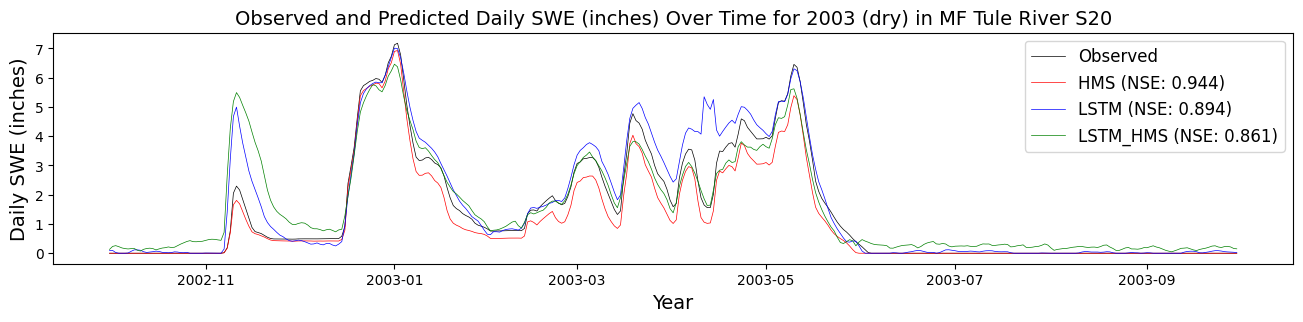 Observed and Predicted Daily SWE (inches) Over Time for 2003 (dry) in MF Tule River S20
Daily SWE (inches)
7
6
5
4
3
2
1
0
Observed
HMS (NSE: 0.944)
LSTM (NSE: 0.894)
LSTM_HMS (NSE: 0.861)
2002-11
2003-01
2003-03
2003-05
2003-07
2003-09
Year